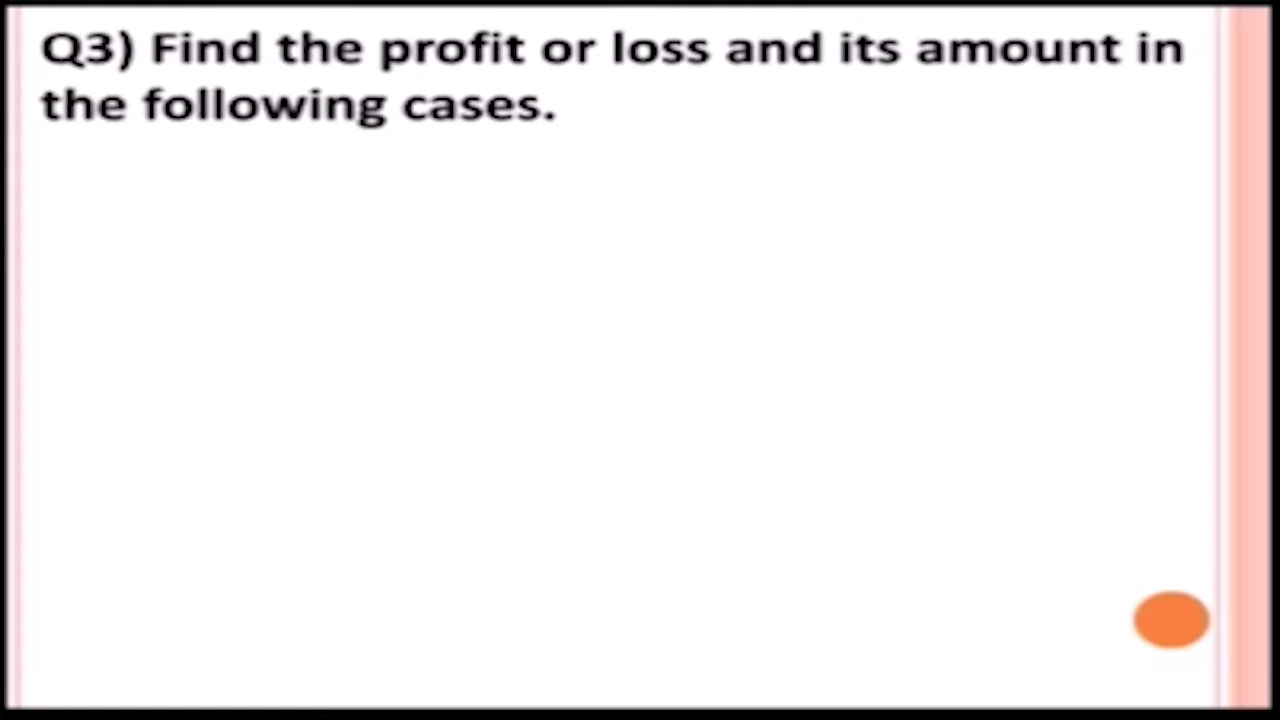 Q3) Find the profit or loss and its amount in
the following cases.